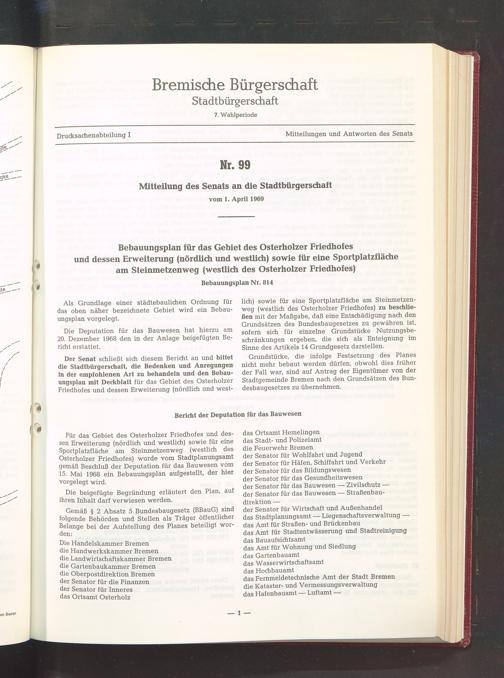 Bremische Bürgerschaft
Stadtbürgerschaft
7. Wahlperiode
Drucksachenabteilung I
Mitteilungen und Antworten des Senats
Nr. 99
Mitteilung des Senats an die Stadtbürgerschaft
vom 1. April 1969
Bebauungsplan für das Gebiet des Osterholzer Friedhofes
und dessen Erweiterung (nördlich und westlich) sowie für eine Sportplatzfläche
am Steinmetzenweg (westlich des Osterholzer Friedhofes)
Bebauungsplan Nr. 814
Als Grundlage einer städtebaulichen Ordnung für
das oben näher bezeichnete Gebiet wird ein Bebau-
ungsplan vorgelegt.
Die Deputation für das Bauwesen hat hierzu am
20. Dezember 1968 den in der Anlage beigefügten Be-
richt erstattet.
Der Senat schließt sich diesem Bericht an und bittet
die Stadtbürgerschaft, die Bedenken und Anregungen
in der empfohlenen Art zu behandeln und den Bebau-
ungsplan mit Deckblatt für das Gebiet des Osterholzer
Friedhofes und dessen Erweiterung (nördlich und west-
lich) sowie für eine Sportplatzfläche am Steinmetzen-
weg (westlich des Osterholzer Friedhofes) zu beschlie-
ßen mit der Maßgabe, daß eine Entschädigung nach den
Grundsätzen des Bundesbaugesetzes zu gewähren ist,
sofern sich für einzelne Grundstücke Nutzungsbe-
schränkungen ergeben, die sich als Enteignung im
Sinne des Artikels 14 Grundgesetz darstellen.
Grundstücke, die infolge Festsetzung des Planes
nicht mehr bebaut werden dürfen, obwohl dies früher
der Fall war, sind auf Antrag der Eigentümer von der
Stadtgemeinde Bremen nach den Grundsätzen des Bun-
desbaugesetzes zu übernehmen.
Bericht der Deputation für das Bauwesen
Für das Gebiet des Osterholzer Friedhofes und des-
sen Erweiterung (nördlich und westlich) sowie für eine
Sportplatzfläche am Steinmetzenweg (westlich des
Osterholzer Friedhofes) wurde vom Stadtplanungsamt
gemäß Beschluß der Deputation für das Bauwesen vom
15. Mai 1968 ein Bebauungsplan aufgestellt, der hier
vorgelegt wird.
Die beigefügte Begründung erläutert den Plan, auf
ihren Inhalt darf verwiesen werden.
Gemäß § 2 Absatz 5 Bundesbaugesetz (BBauG) sind
folgende Behörden und Stellen als Träger öffentlicher
Belange bei der Aufstellung des Planes beteiligt wor-
den:
Die Handelskammer Bremen
die Handwerkskammer Bremen
die Landwirtschaftskammer Bremen
die Gartenbaukammer Bremen
die Oberpostdirektion Bremen
der Senator für die Finanzen
der Senator für Inneres
das Ortsamt Osterholz
das Ortsamt Hemelingen
das Stadt- und Polizeiamt
die Feuerwehr Bremen
der Senator für Wohlfahrt und Jugend
der Senator für Häfen, Schiffahrt und Verkehr
der Senator für das Bildungswesen
der Senator für das Gesundheitswesen
der Senator für das Bauwesen — Zivilschutz —
der Senator für das Bauwesen — Straßenbau-
direktion —
der Senator für Wirtschaft und Außenhandel
das Stadtplanungsamt — Liegenschaftsverwaltung —
das Amt für Straßen- und Brückenbau
das Amt für Stadtentwässerung und Stadtreinigung
das Bauaufsichtsamt
das Amt für Wohnung und Siedlung
das Gartenbauamt
das Wasserwirtschaftsamt
das Hochbauamt
das Fernmeldetechnische Amt der Stadt Bremen
die Kataster- und Vermessungsverwaltung
das Hafenbauamt — Luftamt —
— 1 —